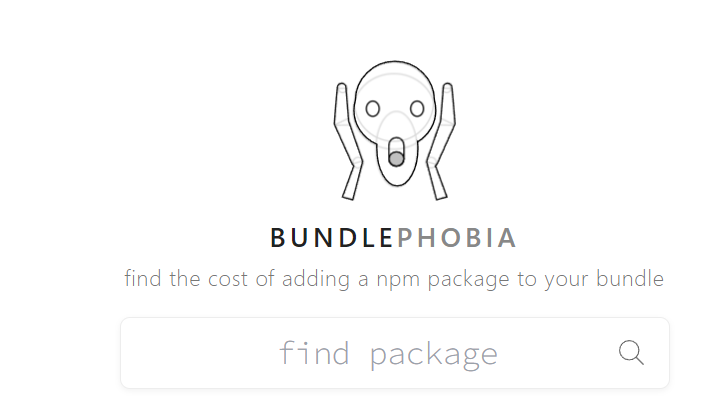 BUNDLEPHOBIA
find the cost of adding a npm package to your bundle
find package